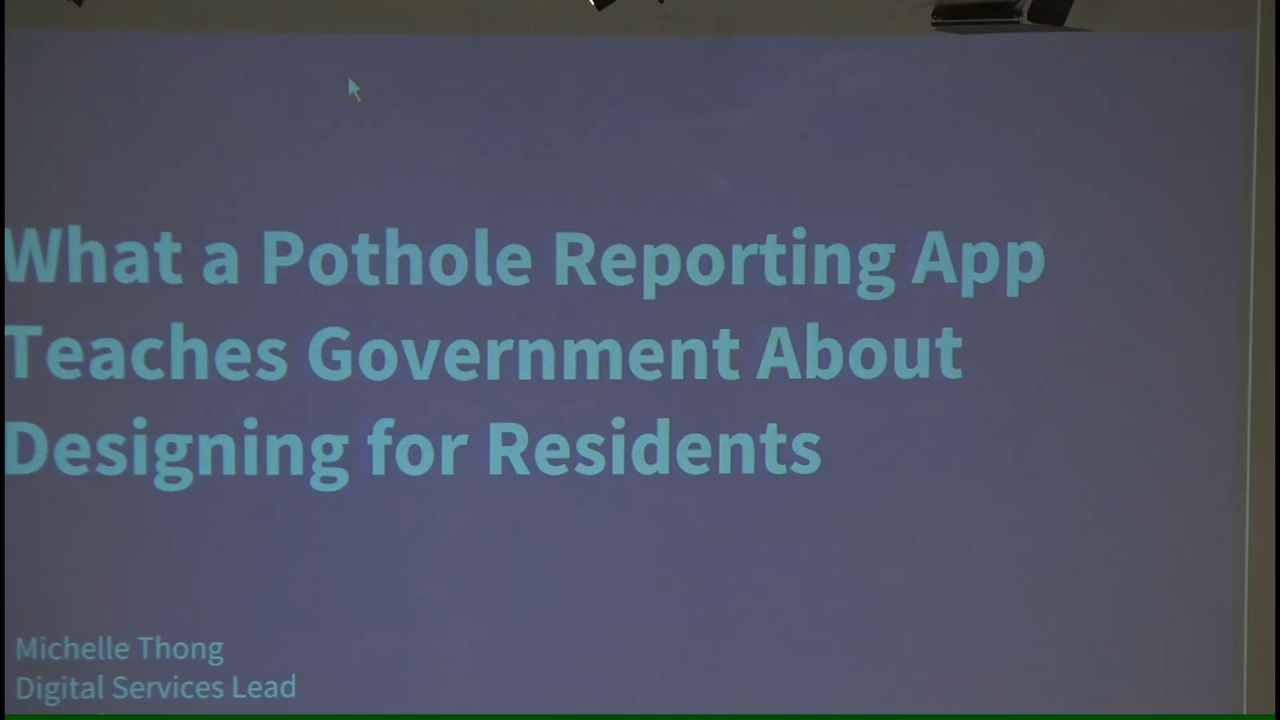 What a Pothole Reporting App
Teaches Government About
Designing for Residents
Michelle Thong
Digital Services Lead